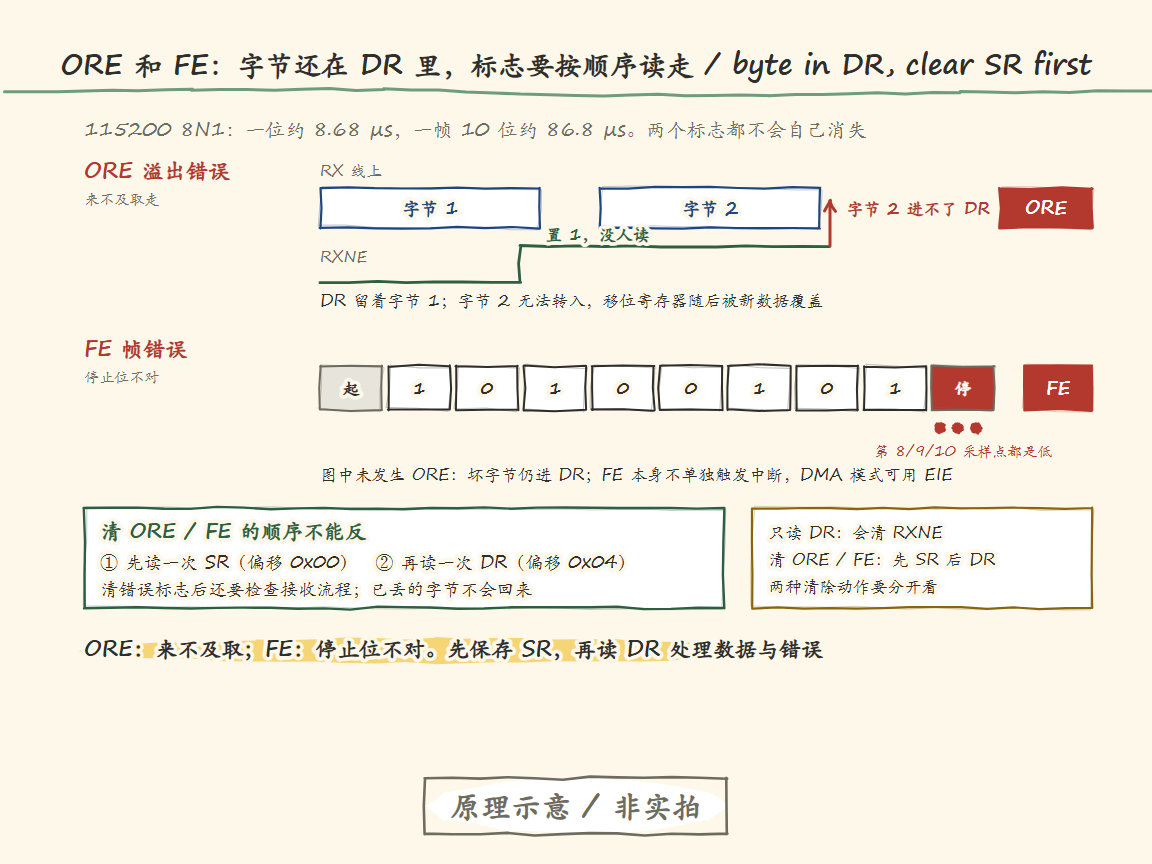 ORE 和 FE：字节还在 DR 里，标志要按顺序读走 / byte in DR, clear SR first
115200 8N1：一位约 8.68 µs，一帧 10 位约 86.8 µs。两个标志都不会自己消失
ORE 溢出错误
来不及取走
RX 线上
字节 1
字节 2
字节 2 进不了 DR
ORE
置 1，没人读
RXNE
DR 留着字节 1；字节 2 无法转入，移位寄存器随后被新数据覆盖
FE 帧错误
停止位不对
起 1 0 1 0 0 1 0 1 停
FE
第 8/9/10 采样点都是低
图中未发生 ORE：坏字节仍进 DR；FE 本身不单独触发中断，DMA 模式可用 EIE
清 ORE / FE 的顺序不能反
① 先读一次 SR（偏移 0x00） ② 再读一次 DR（偏移 0x04）
清错误标志后还要检查接收流程；已丢的字节不会回来
只读 DR：会清 RXNE
清 ORE / FE：先 SR 后 DR
两种清除动作要分开看
ORE：来不及取；FE：停止位不对。先保存 SR，再读 DR 处理数据与错误
原理示意 / 非实拍